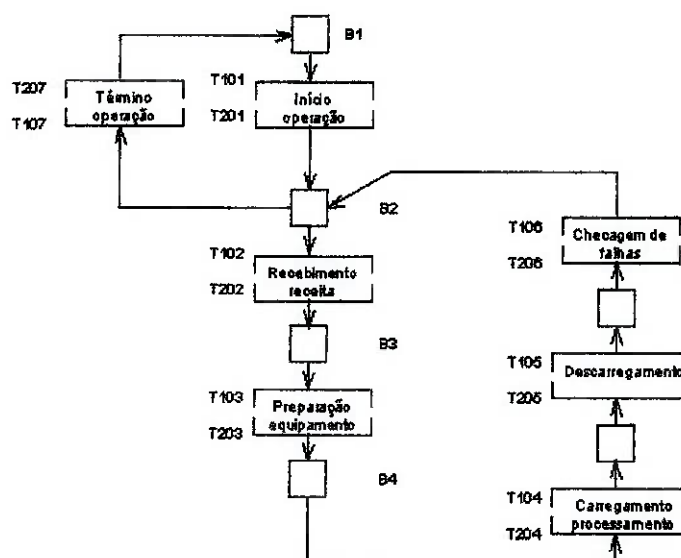 B1
T207
Término
operação
T107
T101
Início
operação
T201
B2
T102
Recebimento
receita
T202
T106
Checagem de
falhas
T206
B3
T103
Preparação
equipamento
T203
T105
Descarregamento
T205
B4
T104
Carregamento
processamento
T204